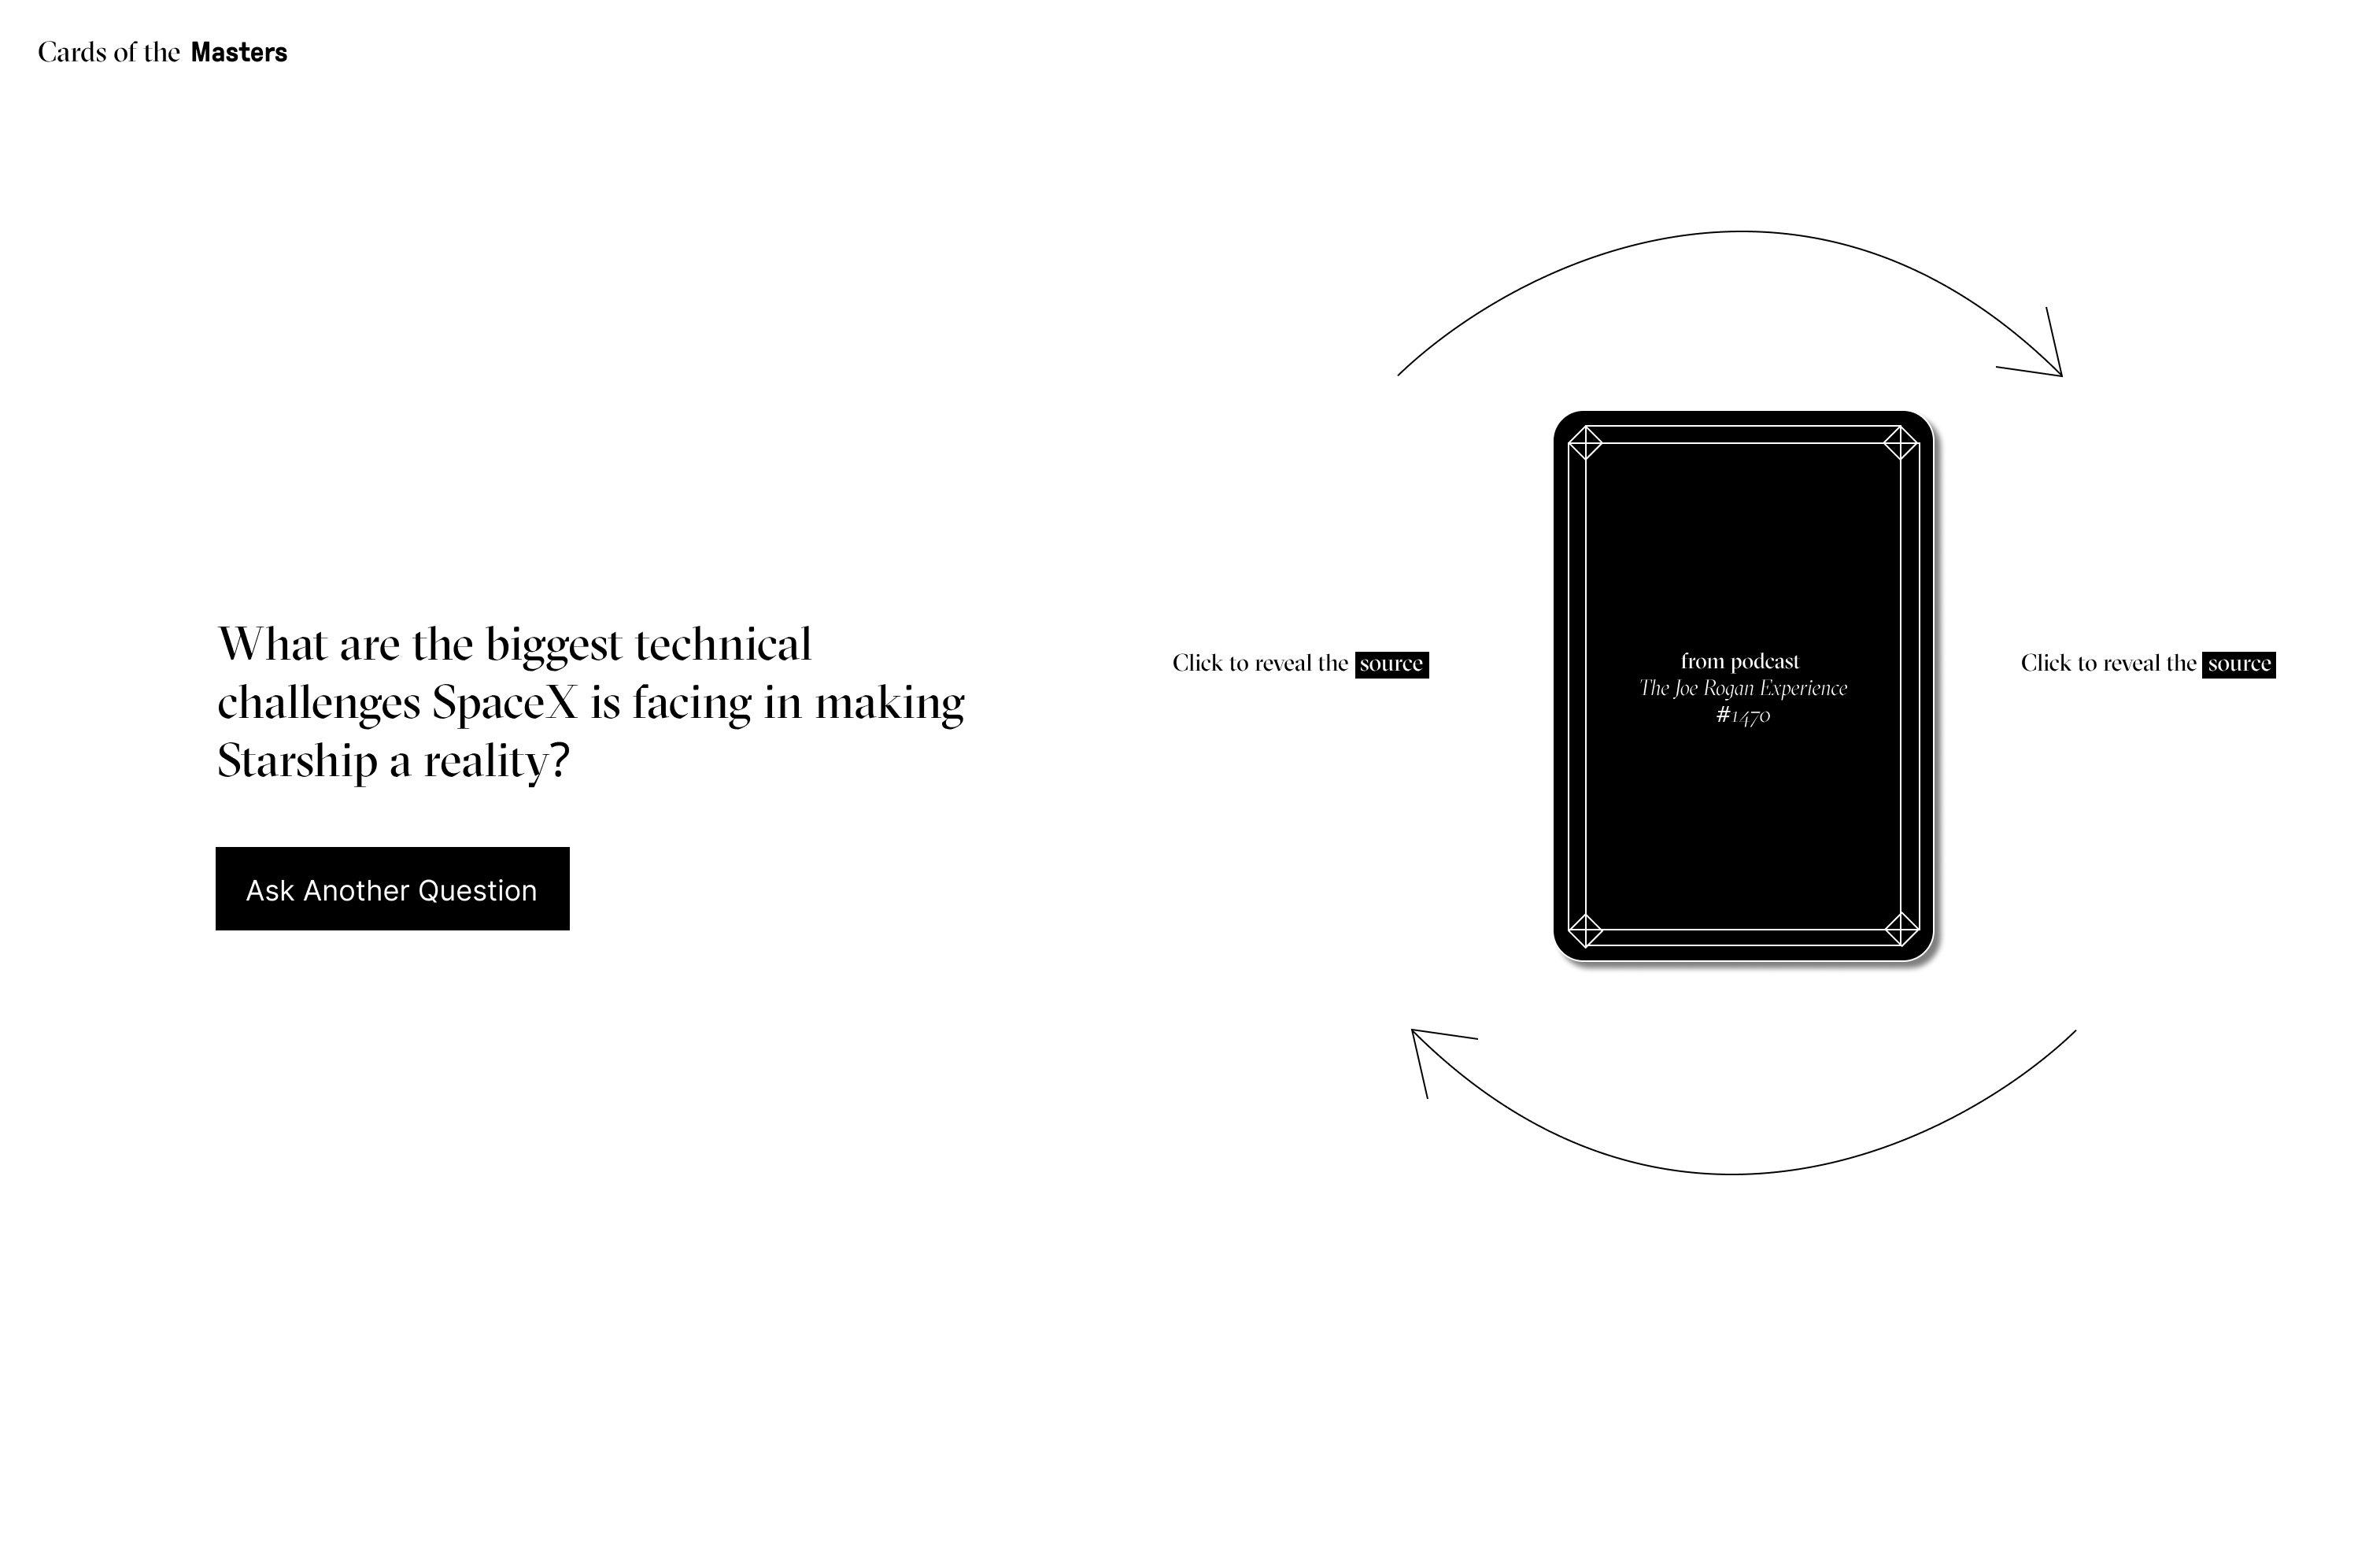 Cards of the Masters
What are the biggest technical
challenges SpaceX is facing in making
Starship a reality?
Ask Another Question
Click to reveal the source
from podcast
The Joe Rogan Experience
#1470
Click to reveal the source